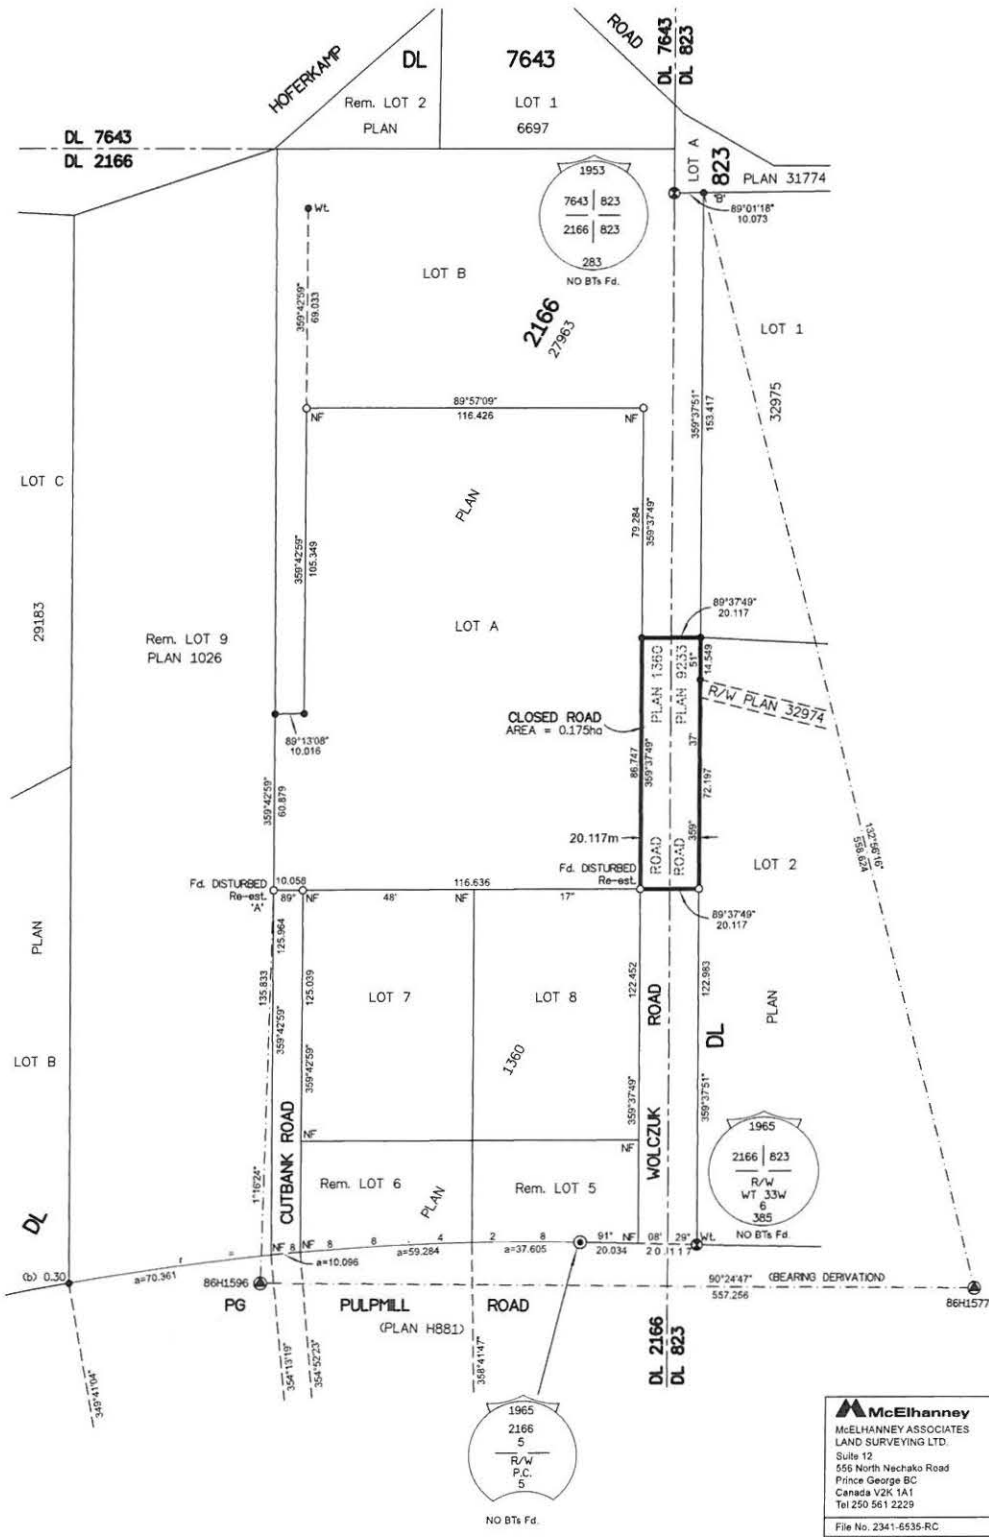 HOFERKAMP
ROAD
DL 7643
DL 823
DL
7643
Rem. LOT 2
LOT 1
PLAN
6697
DL 7643
DL 2166
LOT A
823
PLAN 31774
"B"
89°01'18"
10.073
1953
7643 | 823
2166 | 823
283
NO BTs Fd.
Wt.
359°42'59"
69.033
LOT B
2166
27963
LOT 1
32975
359°37'51"
153.417
89°57'09"
116.426
NF
NF
LOT C
29183
PLAN
79.284
359°37'49"
359°42'59"
105.349
LOT A
89°37'49"
20.117
Rem. LOT 9
PLAN 1026
PLAN 1360
PLAN 9233
51"
14.549
R/W PLAN 32974
CLOSED ROAD
AREA = 0.175ha
89°13'08"
10.016
86.747
359°37'49"
37'
72.197
359°42'59"
60.879
20.117m
359°
ROAD
ROAD
132°56'16"
558.624
LOT 2
Fd. DISTURBED
Re-est.
"A"
10.058
89°
NF
48'
116.636
NF
17"
Fd. DISTURBED
Re-est.
89°37'49"
20.117
PLAN
125.964
135.833
359°42'59"
125.039
359°42'59"
LOT 7
LOT 8
1360
122.452
359°37'49"
ROAD
WOLCZUK
122.983
359°37'51"
DL
PLAN
LOT B
CUTBANK ROAD
1°16'24"
NF
NF
1965
2166 | 823
R/W
WT 33W
6
385
NO BTs Fd.
Rem. LOT 6
PLAN
Rem. LOT 5
DL
r = 8 8 8 . 4 2 8
NF
NF
91°
NF
08'
29"
Wt.
a=10.096
a=59.284
a=37.605
20.034
20.117
(b) 0.30
a=70.361
86H1596
90°24'47" (BEARING DERIVATION)
557.256
86H1577
PG
PULPMILL
ROAD
(PLAN H881)
349°41'04"
354°13'19"
354°52'23"
358°41'47"
DL 2166
DL 823
1965
2166
5
R/W
P.C.
5
NO BTs Fd.
McElhanney
McELHANNEY ASSOCIATES
LAND SURVEYING LTD.
Suite 12
556 North Nechako Road
Prince George BC
Canada V2K 1A1
Tel 250 561 2229
File No. 2341-6535-RC